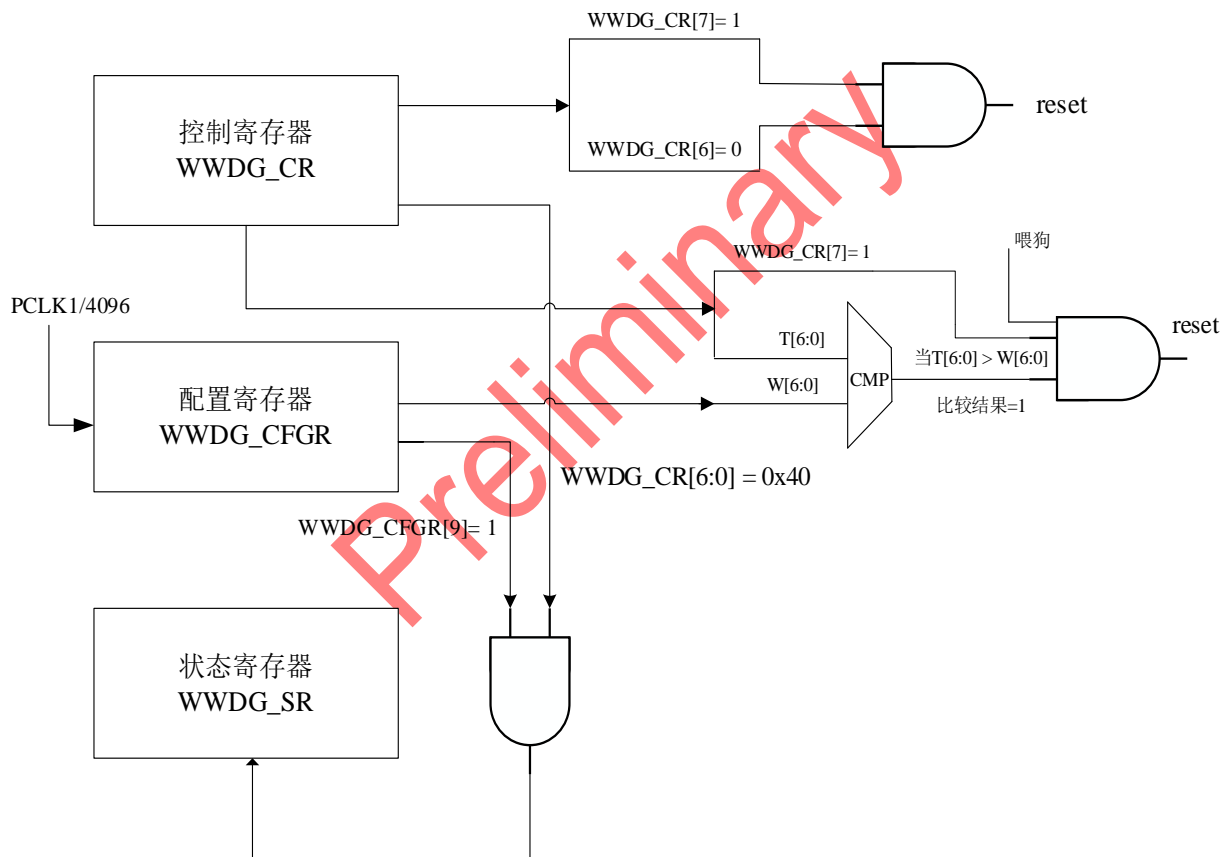 WWDG_CR[7]= 1
控制寄存器
WWDG_CR
reset
WWDG_CR[6]= 0
喂狗
WWDG_CR[7]= 1
PCLK1/4096
reset
T[6:0]
当T[6:0] > W[6:0]
CMP
W[6:0]
比较结果=1
配置寄存器
WWDG_CFGR
WWDG_CR[6:0] = 0x40
WWDG_CFGR[9]= 1
状态寄存器
WWDG_SR
Preliminary